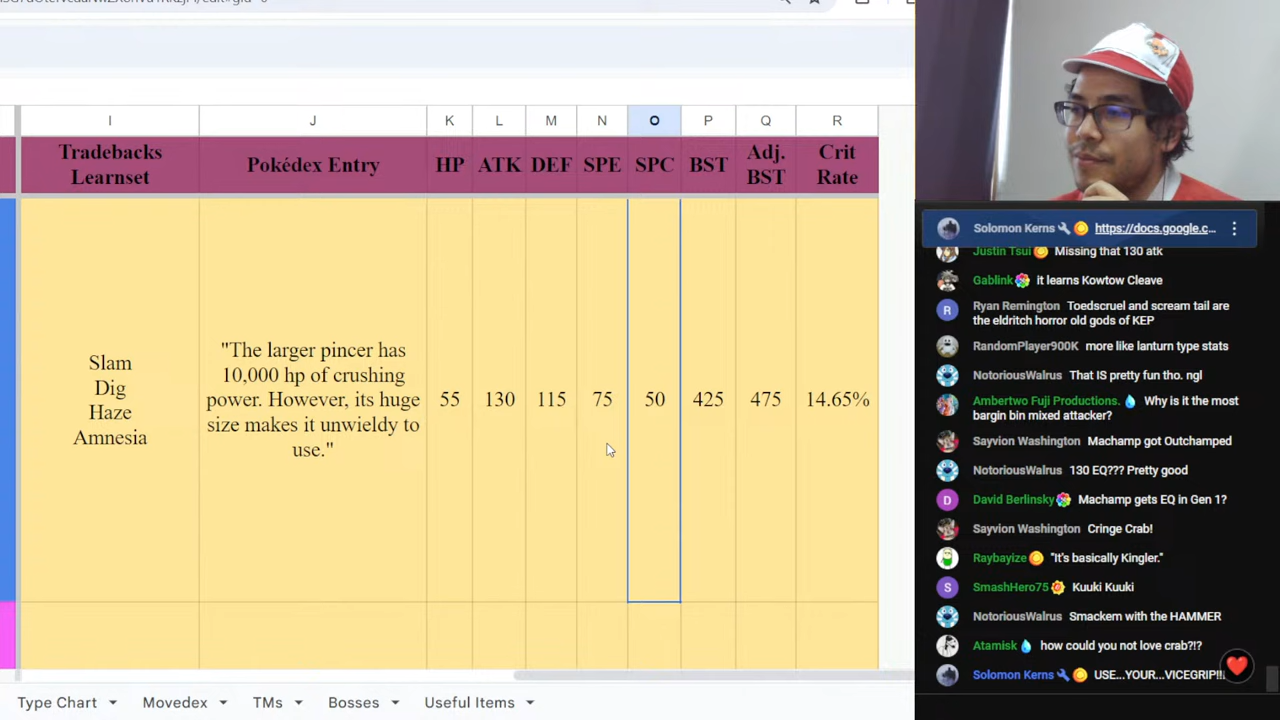 I J K L M N O P Q R
Tradebacks
Learnset
Pokédex Entry
HP
ATK
DEF
SPE
SPC
BST
Adj.
BST
Crit
Rate
Slam
Dig
Haze
Amnesia
"The larger pincer has
10,000 hp of crushing
power. However, its huge
size makes it unwieldy to
use."
55
130
115
75
50
425
475
14.65%
Type Chart
Movedex
TMs
Bosses
Useful Items
Solomon Kerns https://docs.google.c...
Justin Tsui Missing that 130 atk
Gablink it learns Kowtow Cleave
Ryan Remington Toedscruel and scream tail are
the eldritch horror old gods of KEP
RandomPlayer900K more like lanturn type stats
NotoriousWalrus That IS pretty fun tho. ngl
Ambertwo Fuji Productions. Why is it the most
bargin bin mixed attacker?
Sayvion Washington Machamp got Outchamped
NotoriousWalrus 130 EQ??? Pretty good
David Berlinsky Machamp gets EQ in Gen 1?
Sayvion Washington Cringe Crab!
Raybayize "It's basically Kingler."
SmashHero75 Kuuki Kuuki
NotoriousWalrus Smackem with the HAMMER
Atamisk how could you not love crab?!?
Solomon Kerns USE...YOUR...VICEGRIP!!!